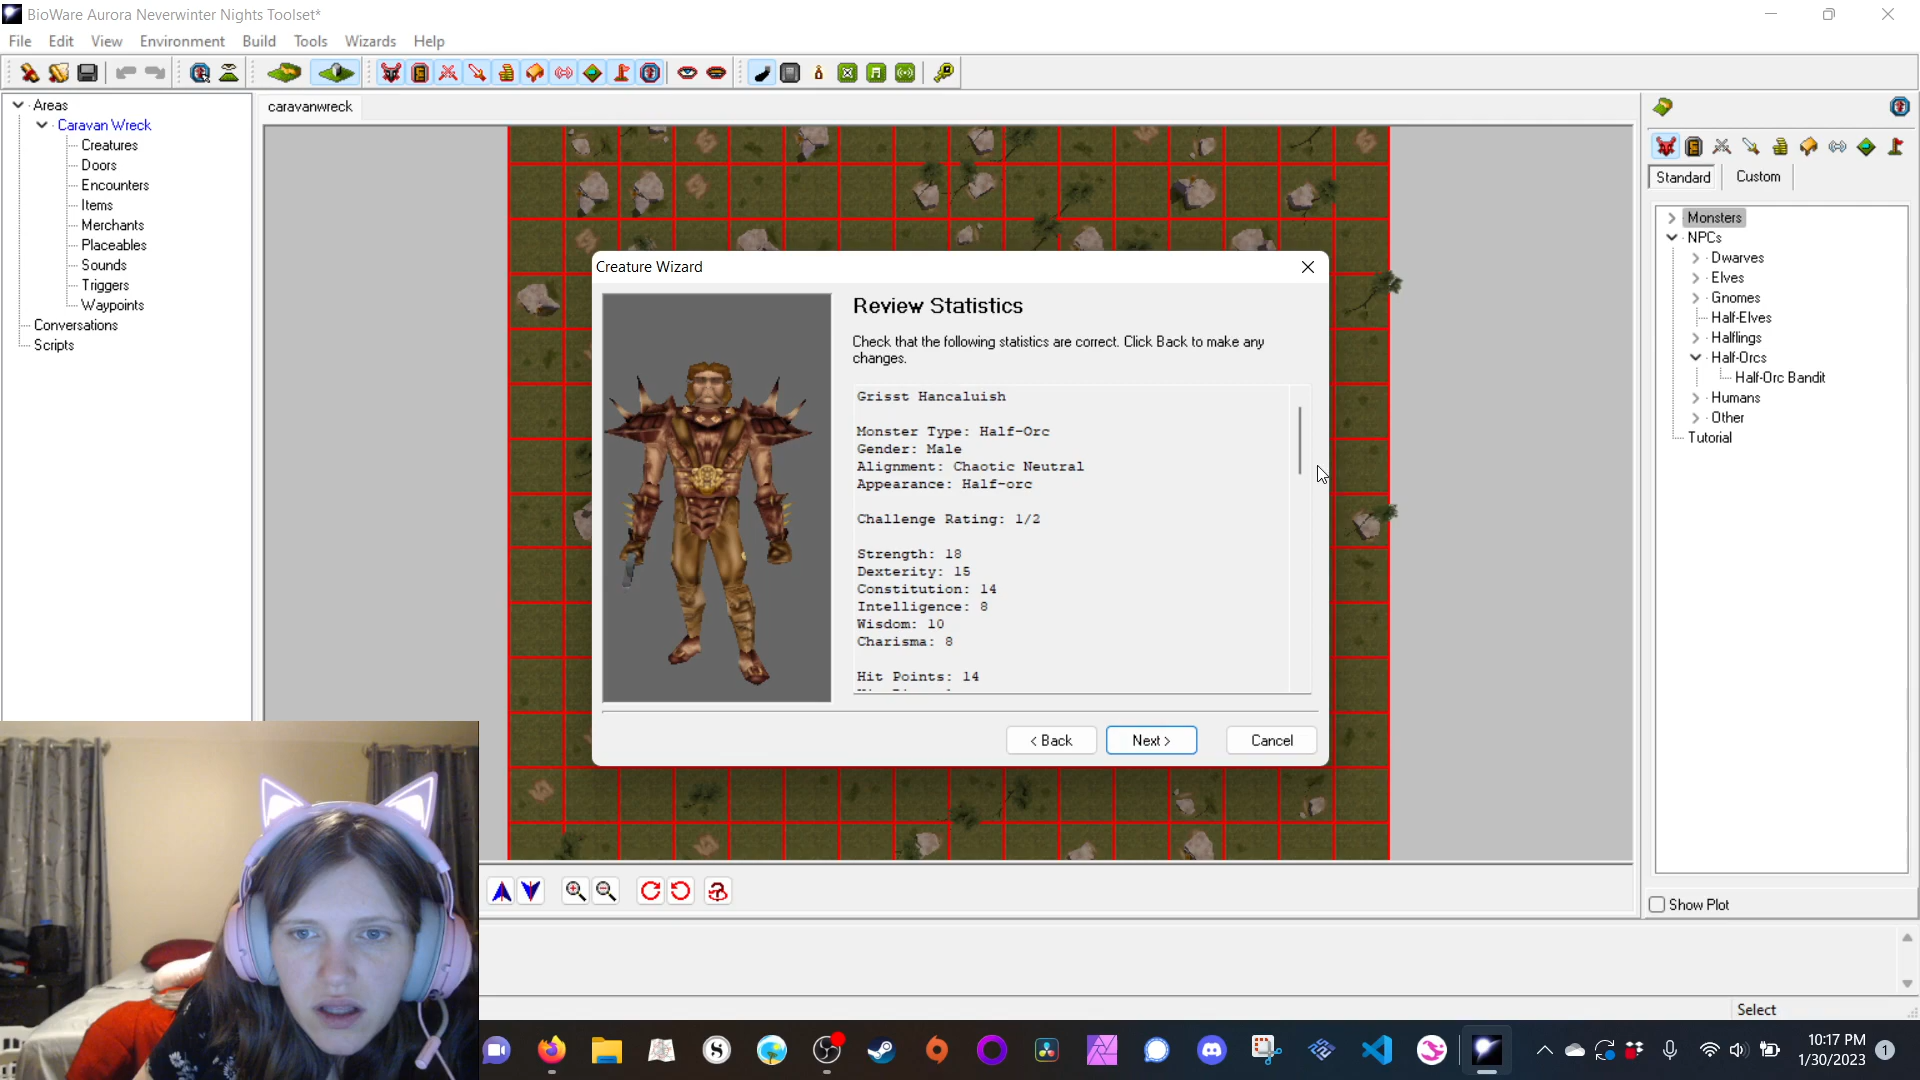 BioWare Aurora Neverwinter Nights Toolset*
File Edit View Environment Build Tools Wizards Help
Areas
Caravan Wreck
Creatures
Doors
Encounters
Items
Merchants
Placeables
Sounds
Triggers
Waypoints
Conversations
Scripts
caravanwreck
Creature Wizard
Review Statistics
Check that the following statistics are correct. Click Back to make any
changes.
Grisst Hancaluish
Monster Type: Half-Orc
Gender: Male
Alignment: Chaotic Neutral
Appearance: Half-orc
Challenge Rating: 1/2
Strength: 18
Dexterity: 15
Constitution: 14
Intelligence: 8
Wisdom: 10
Charisma: 8
Hit Points: 14
< Back
Next >
Cancel
Standard
Custom
Monsters
NPCs
Dwarves
Elves
Gnomes
Half-Elves
Halflings
Half-Orcs
Half-Orc Bandit
Humans
Other
Tutorial
Show Plot
Select
10:17 PM
1/30/2023
1